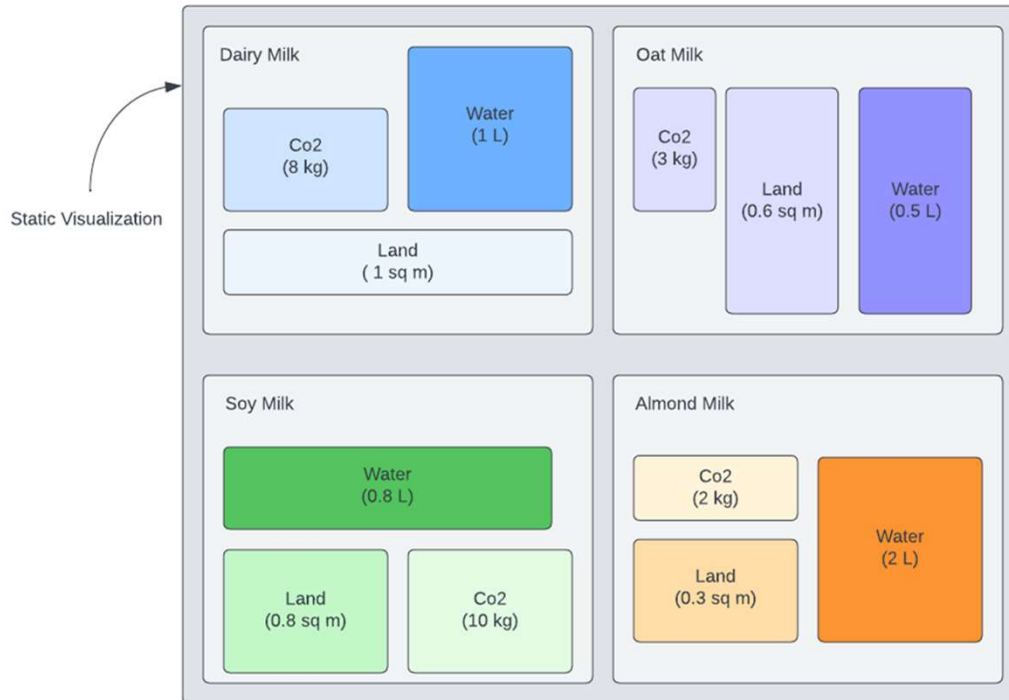 Static Visualization
Dairy Milk
Water
(1 L)
Co2
(8 kg)
Land
( 1 sq m)
Oat Milk
Co2
(3 kg)
Land
(0.6 sq m)
Water
(0.5 L)
Soy Milk
Water
(0.8 L)
Land
(0.8 sq m)
Co2
(10 kg)
Almond Milk
Co2
(2 kg)
Land
(0.3 sq m)
Water
(2 L)